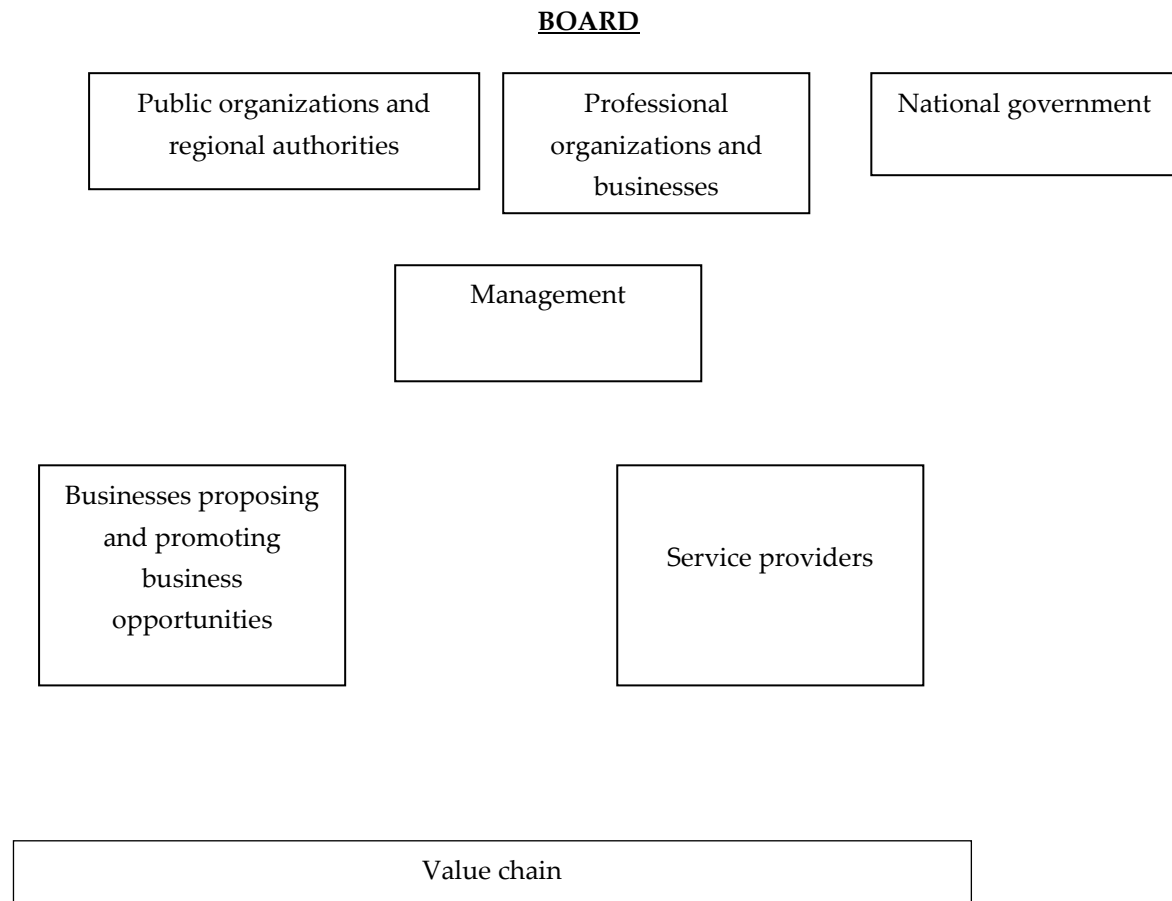 BOARD
Public organizations and
regional authorities
Professional
organizations and
businesses
National government
Management
Businesses proposing
and promoting
business
opportunities
Service providers
Value chain